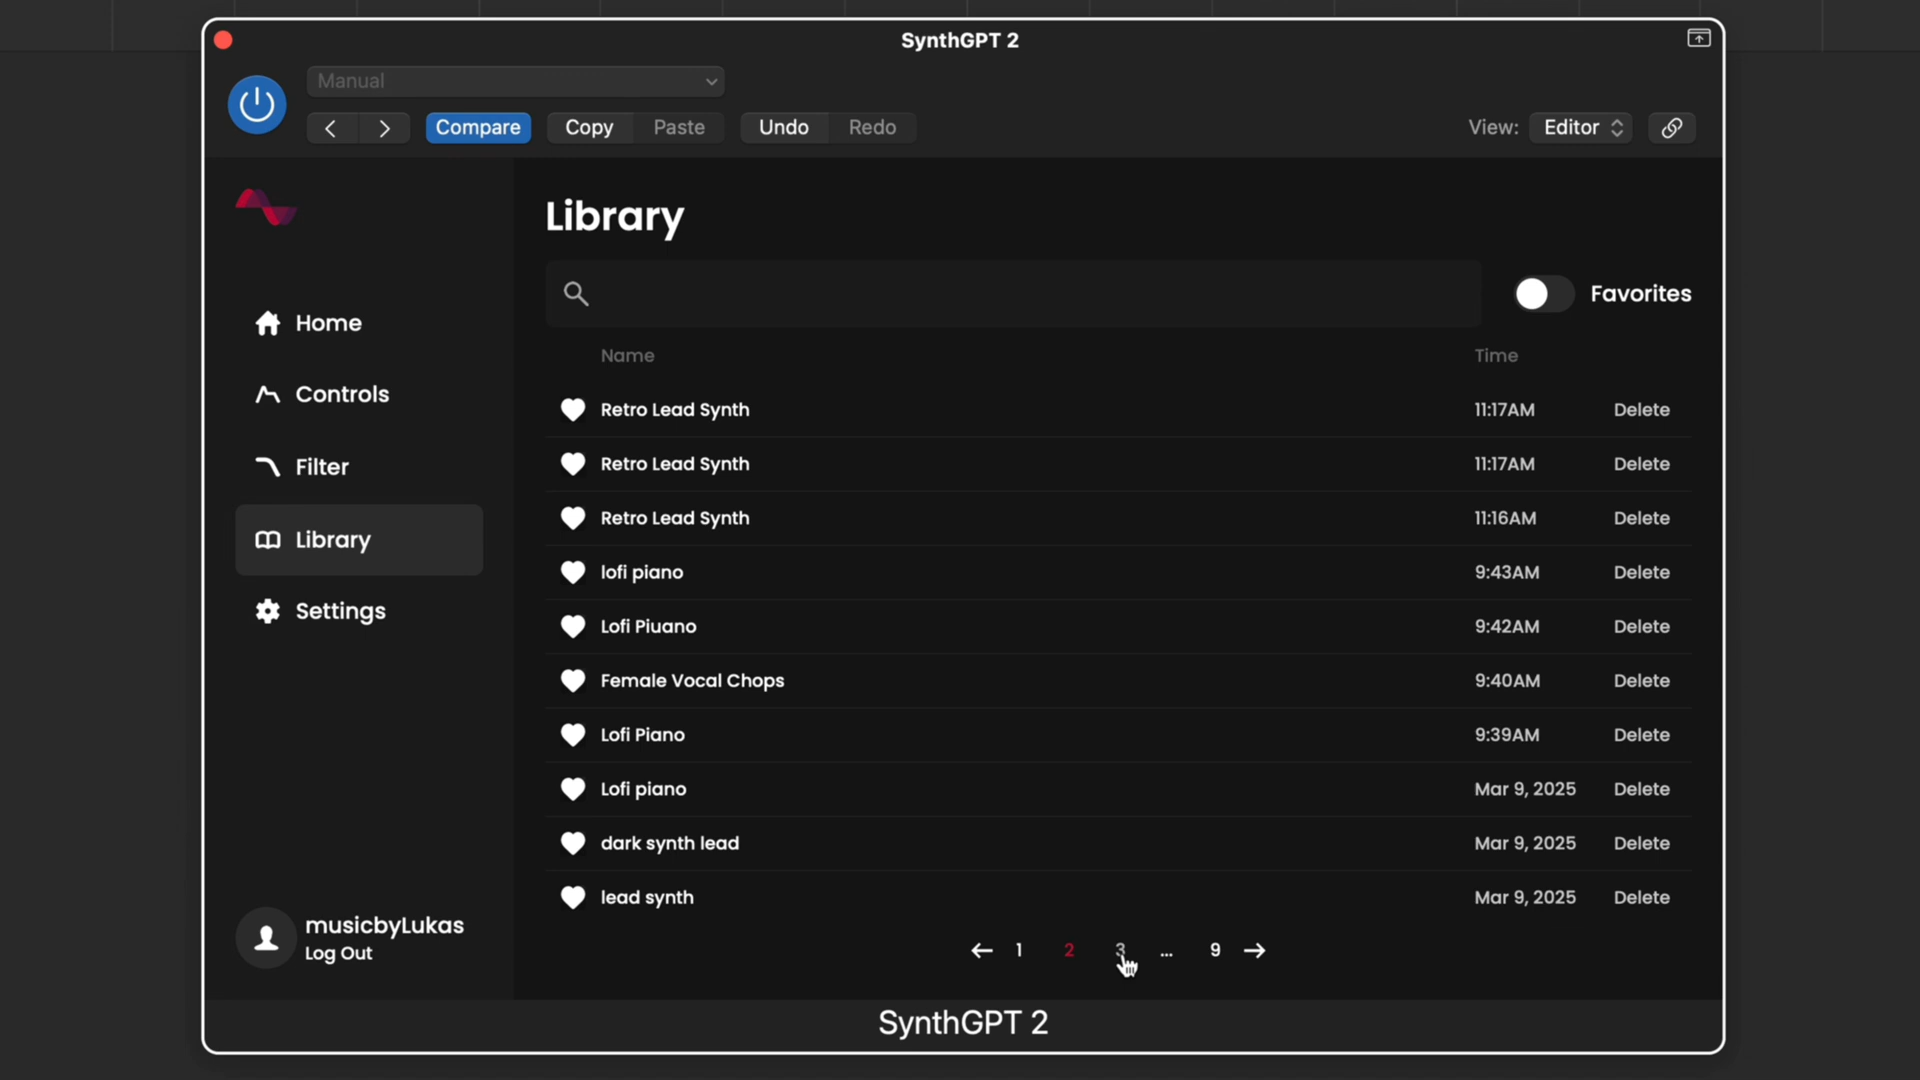 SynthGPT 2
Manual
Compare Copy Paste Undo Redo
View: Editor
Library
Favorites
Home
Controls
Filter
Library
Settings
Name Time
Retro Lead Synth 11:17AM Delete
Retro Lead Synth 11:17AM Delete
Retro Lead Synth 11:16AM Delete
lofi piano 9:43AM Delete
Lofi Piuano 9:42AM Delete
Female Vocal Chops 9:40AM Delete
Lofi Piano 9:39AM Delete
Lofi piano Mar 9, 2025 Delete
dark synth lead Mar 9, 2025 Delete
lead synth Mar 9, 2025 Delete
musicbyLukas
Log Out
1 2 3 ... 9
SynthGPT 2